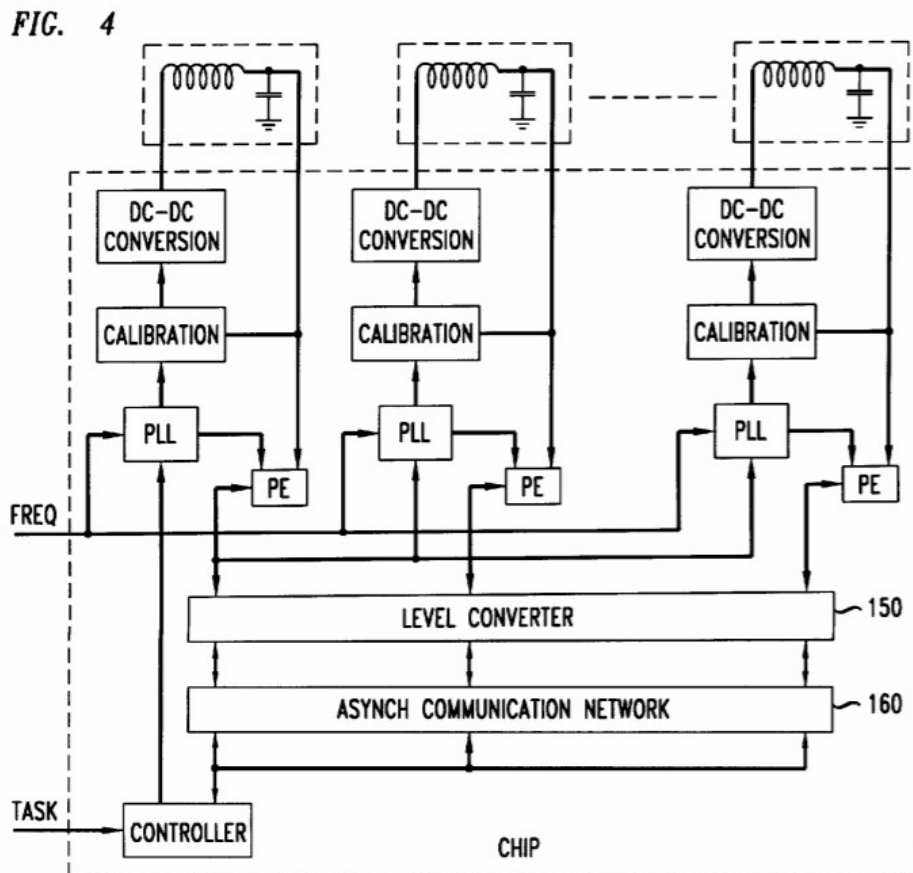 FIG. 4
DC-DC
CONVERSION
DC-DC
CONVERSION
DC-DC
CONVERSION
CALIBRATION
CALIBRATION
CALIBRATION
PLL
PLL
PLL
PE
PE
PE
FREQ
LEVEL CONVERTER
150
ASYNCH COMMUNICATION NETWORK
160
TASK
CONTROLLER
CHIP